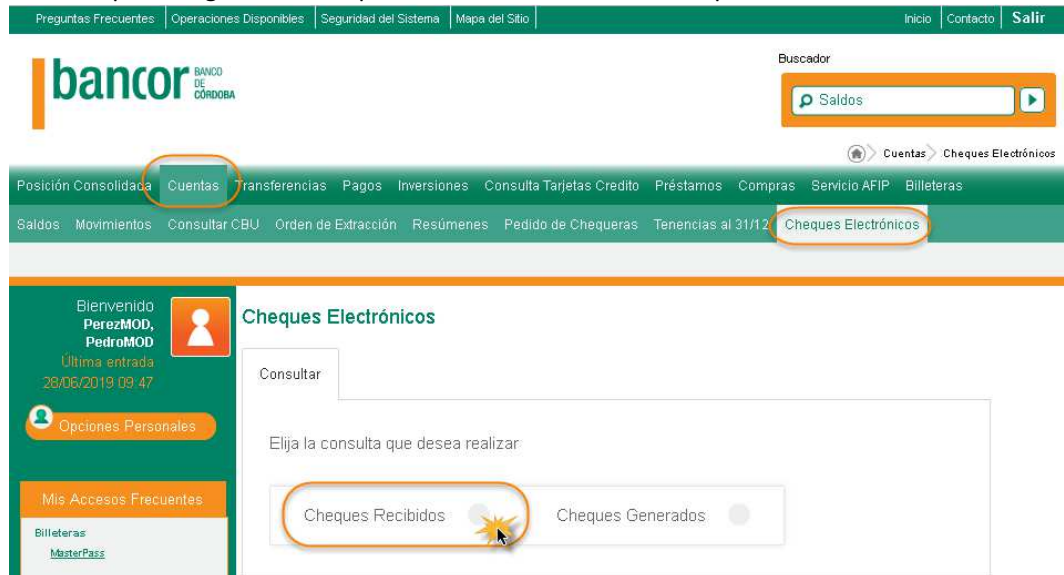 Preguntas Frecuentes Operaciones Disponibles Seguridad del Sistema Mapa del Sitio Inicio Contacto Salir
bancor BANCO DE CÓRDOBA
Buscador
Saldos
Cuentas Cheques Electrónicos
Posición Consolidada Cuentas Transferencias Pagos Inversiones Consulta Tarjetas Credito Préstamos Compras Servicio AFIP Billeteras
Saldos Movimientos Consultar CBU Orden de Extracción Resúmenes Pedido de Chequeras Tenencias al 31/12 Cheques Electrónicos
Bienvenido
PerezMOD,
PedroMOD
Última entrada
28/06/2019 09:47
Opciones Personales
Mis Accesos Frecuentes
Billeteras
MasterPass
Cheques Electrónicos
Consultar
Elija la consulta que desea realizar
Cheques Recibidos Cheques Generados